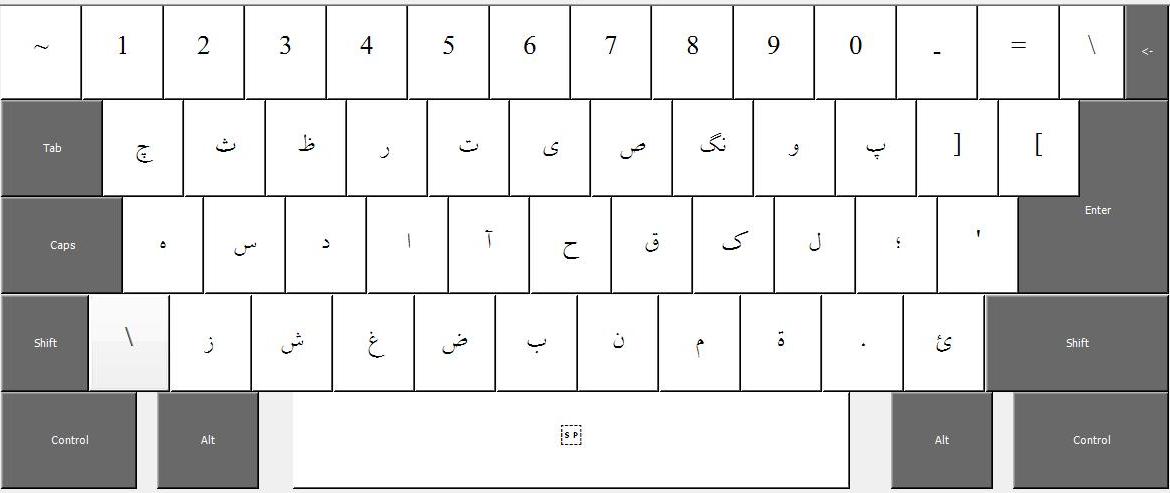 ~ 1 2 3 4 5 6 7 8 9 0 - = \ <-
Tab چ ث ظ ر ت ی ص نگ و پ ] [
Caps ه س د ا آ ح ق ک ل ؛ ' Enter
Shift \ ز ش غ ض ب ن م ة . ئ Shift
Control Alt SP Alt Control